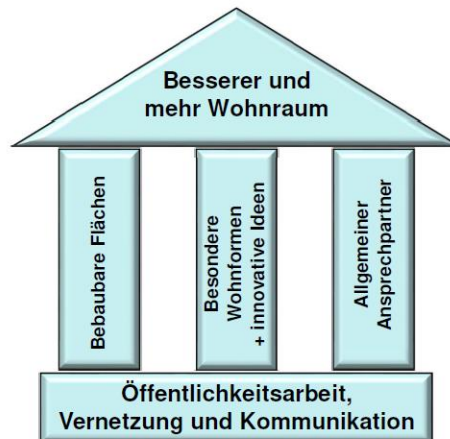 Besserer und
mehr Wohnraum
Bebaubare Flächen
Besondere
Wohnformen
+ innovative Ideen
Allgemeiner
Ansprechpartner
Öffentlichkeitsarbeit,
Vernetzung und Kommunikation